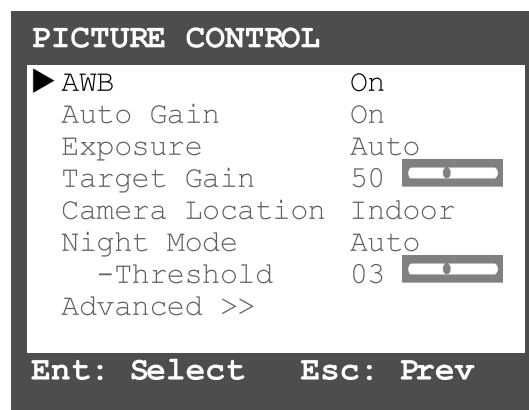 PICTURE CONTROL
AWB On
Auto Gain On
Exposure Auto
Target Gain 50
Camera Location Indoor
Night Mode Auto
-Threshold 03
Advanced >>
Ent: Select Esc: Prev